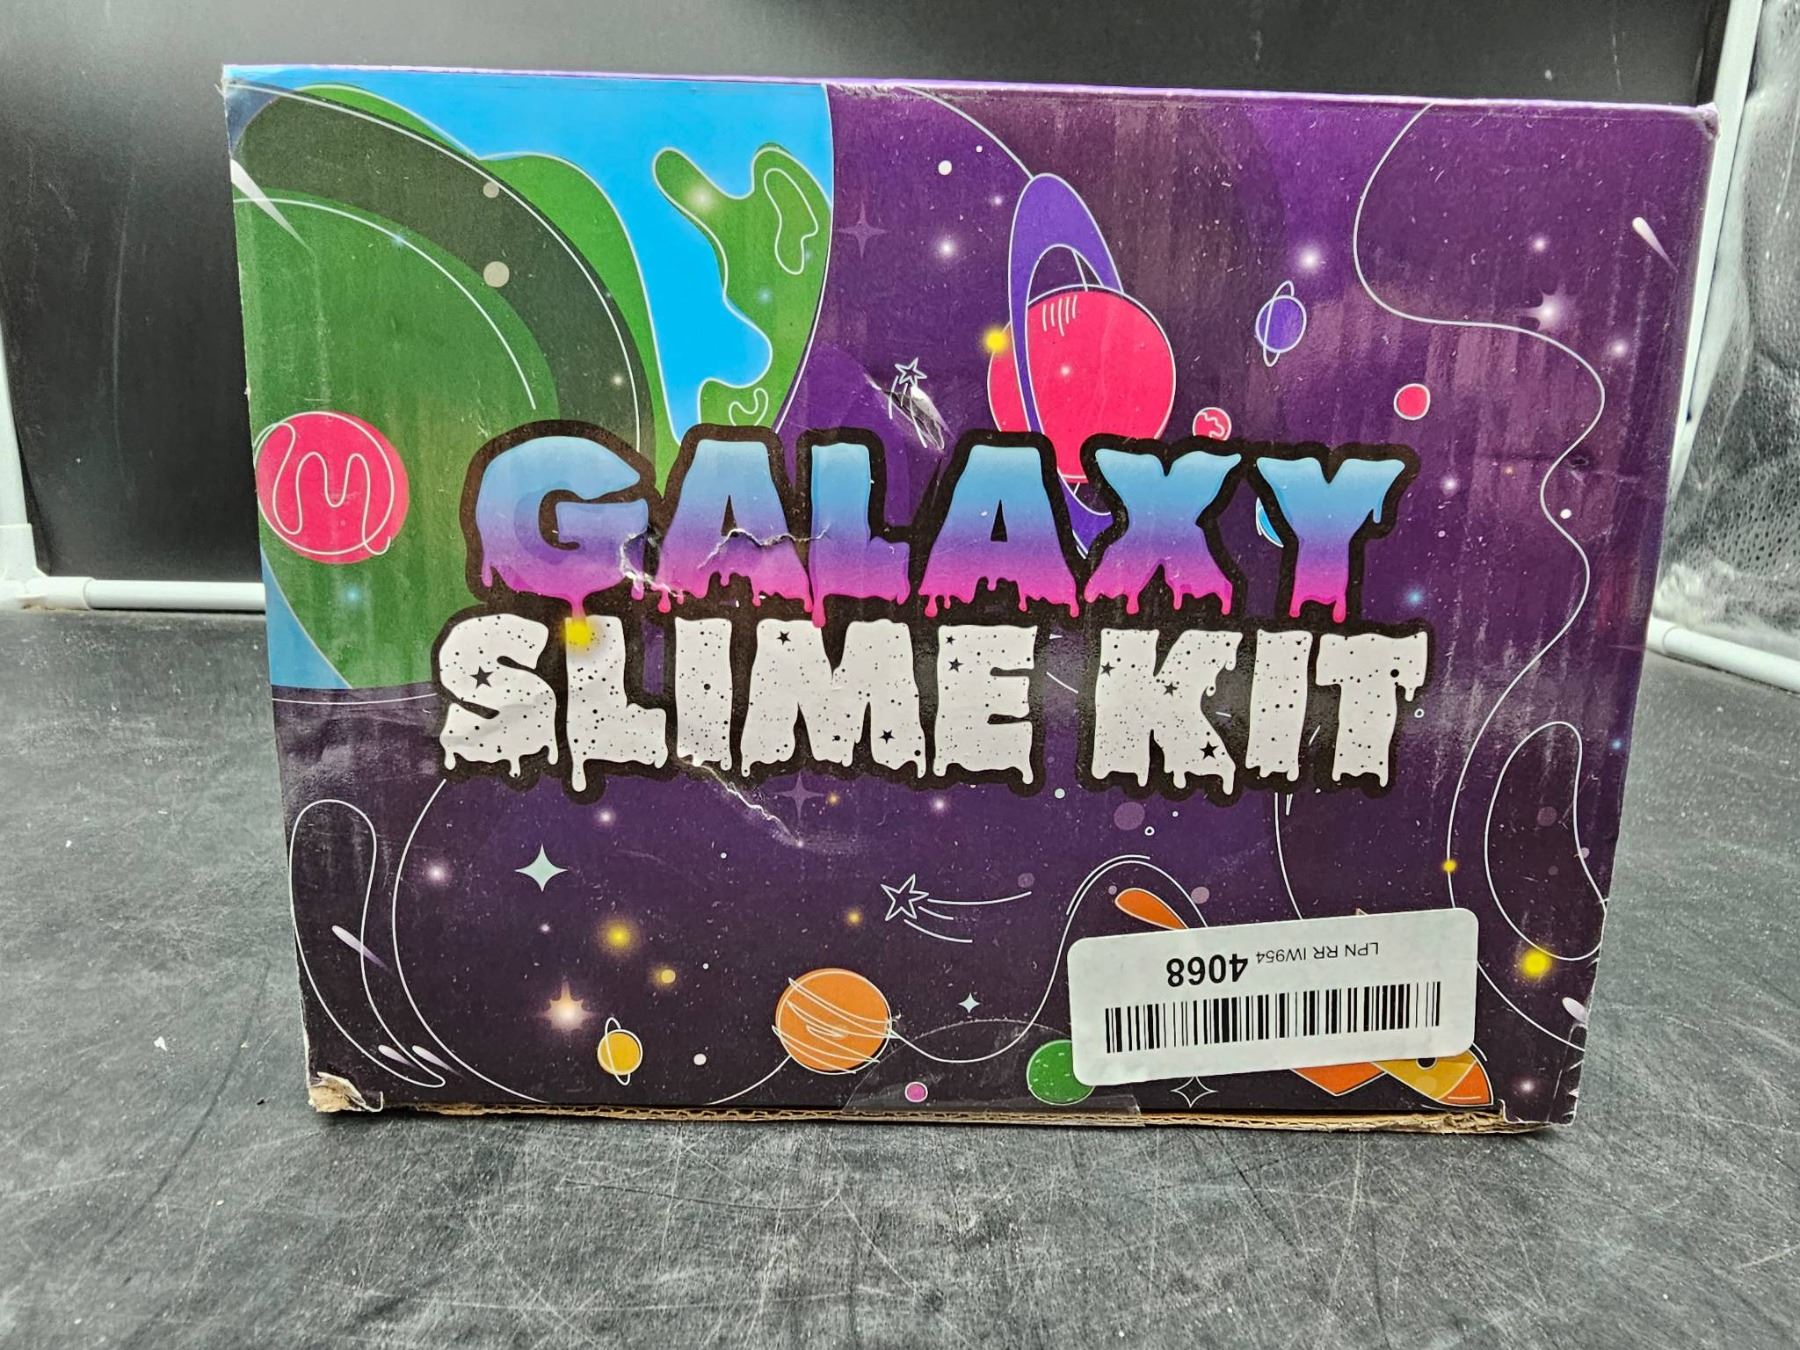 GALAXY
SLIME KIT
LPN RR IW954 4068